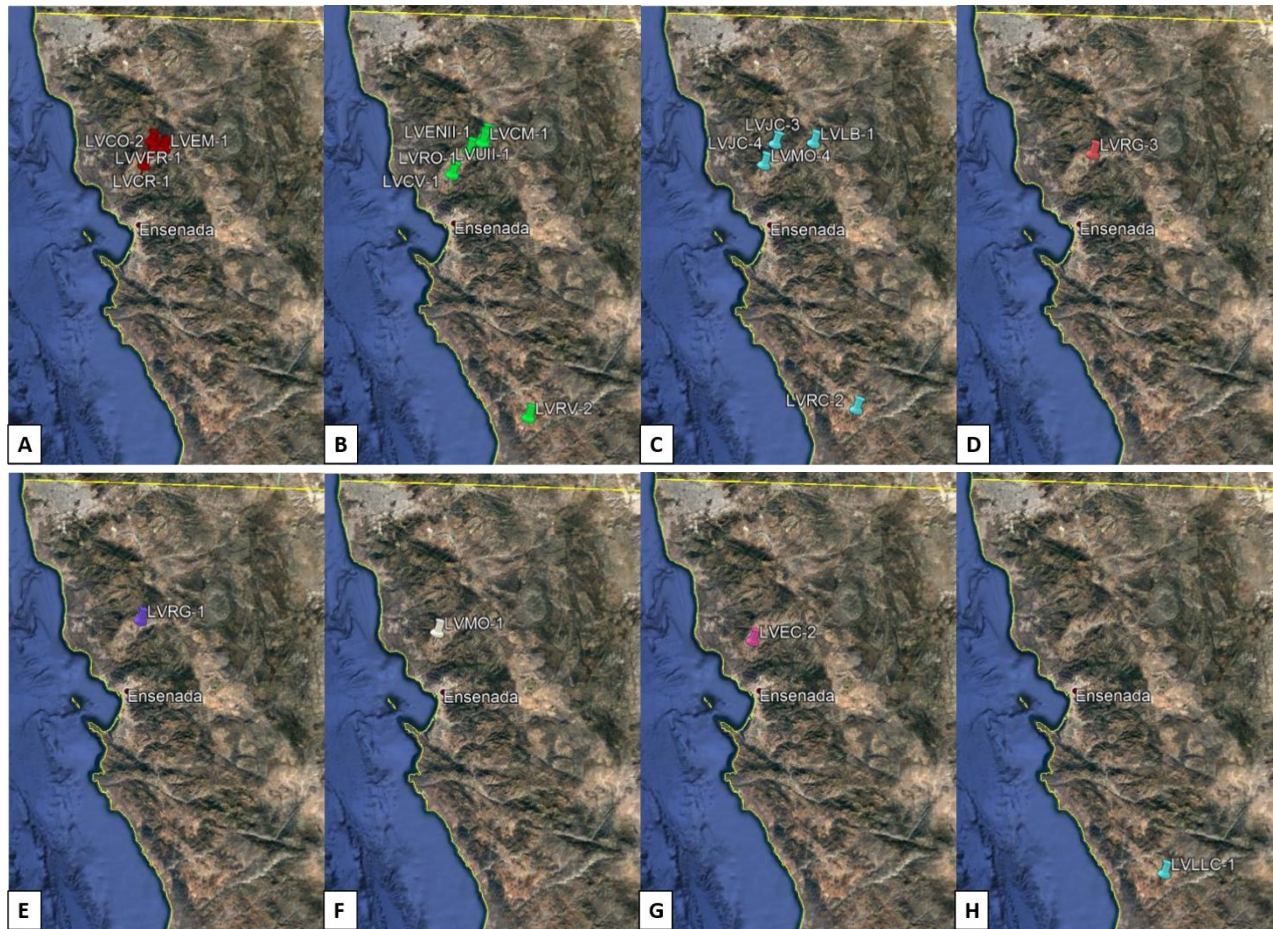 LVCO-2
LVEM-1
LVVFR-1
LVCR-1
Ensenada
A
LVENII-1
LVCM-1
LVRO-1
LVUII-1
LVCV-1
Ensenada
LVRV-2
B
LVJC-3
LVLB-1
LVJC-4
LVMO-4
Ensenada
LVRC-2
C
LVRG-3
Ensenada
D
LVRG-1
Ensenada
E
LVMO-1
Ensenada
F
LVEC-2
Ensenada
G
Ensenada
LVLLC-1
H